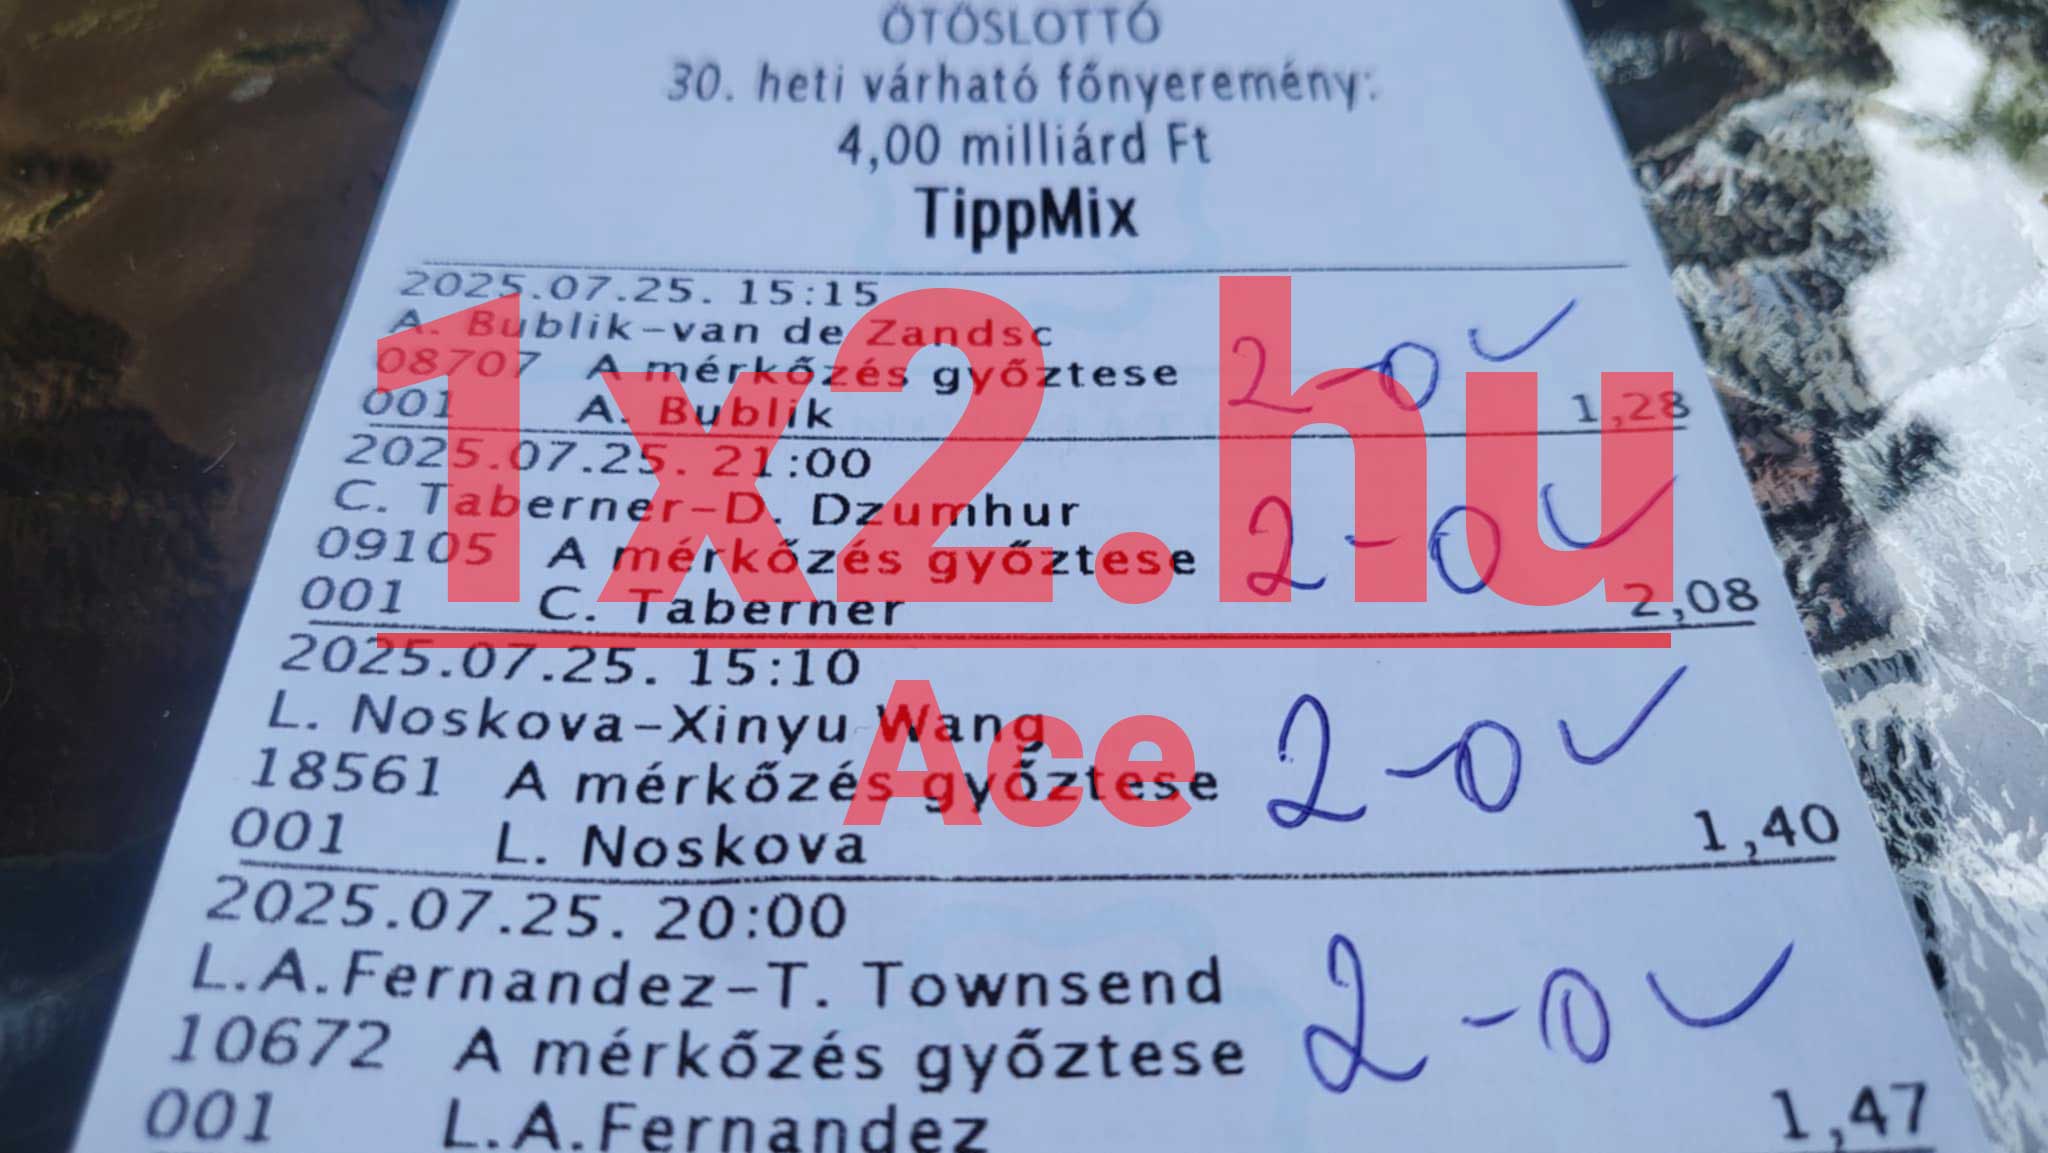 ÖTÖSLOTTÓ
30. heti várható főnyeremény:
4,00 milliárd Ft
TippMix
2025.07.25. 15:15
A. Bublik-van de Zandsc
08707 A mérkőzés győztese 2-0 ✓
001 A. Bublik 1,28
2025.07.25. 21:00
C. Taberner-D. Dzumhur
09105 A mérkőzés győztese 2-0 ✓
001 C. Taberner 2,08
2025.07.25. 15:10
L. Noskova-Xinyu Wang
18561 A mérkőzés győztese 2-0 ✓
001 L. Noskova 1,40
2025.07.25. 20:00
L.A.Fernandez-T. Townsend
10672 A mérkőzés győztese 2-0 ✓
001 L.A.Fernandez 1,47
1x2.hu
Ace